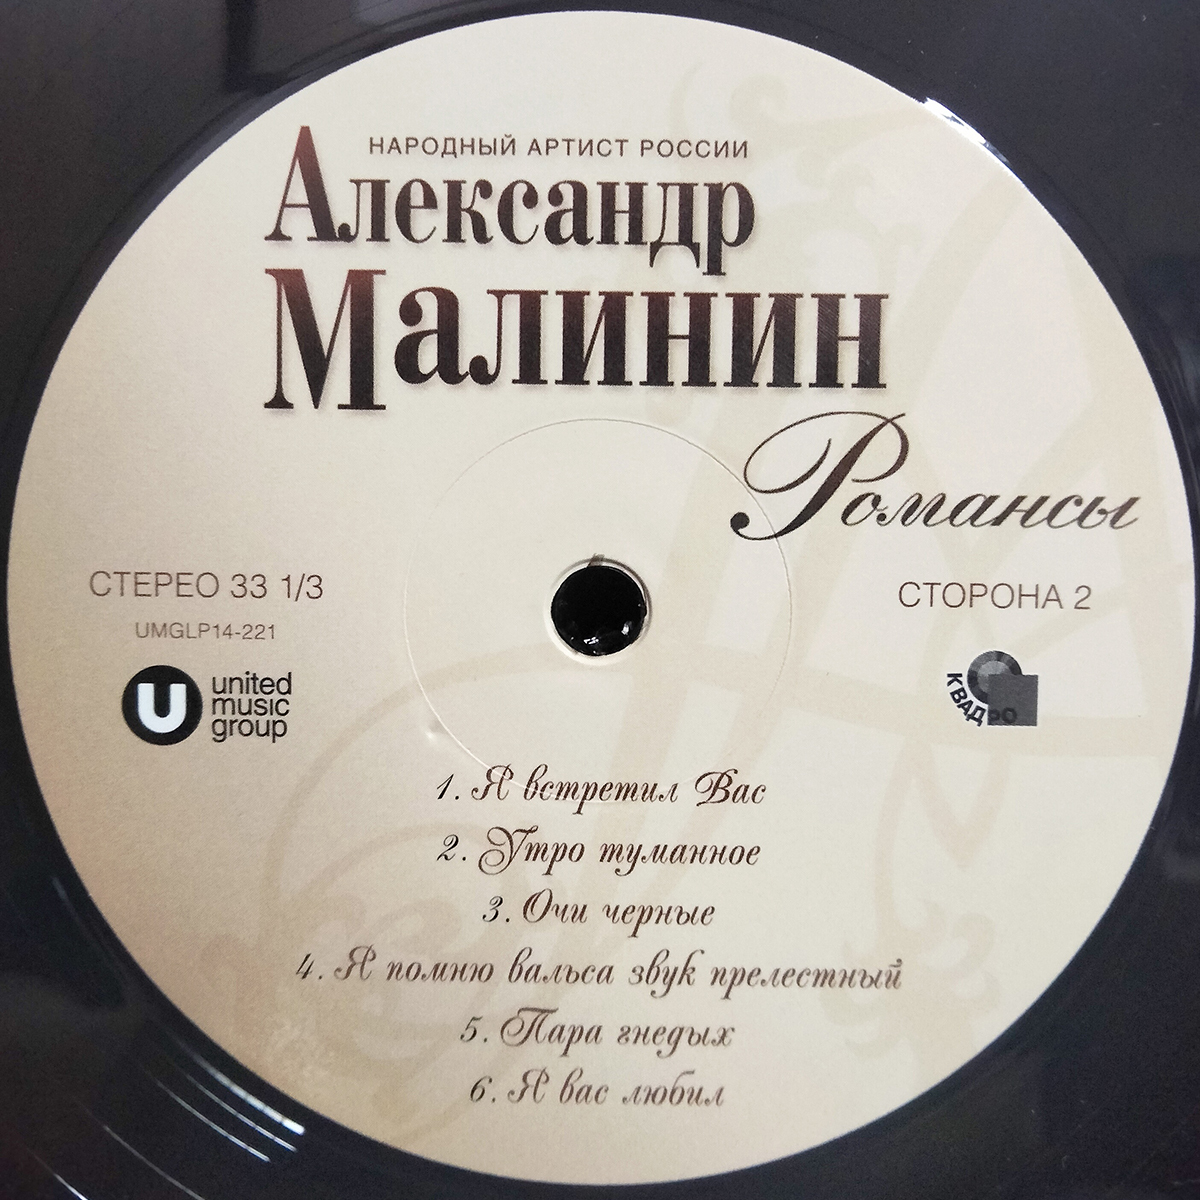 НАРОДНЫЙ АРТИСТ РОССИИ
Александр
Малинин
Романсы
СТЕРЕО 33 1/3
UMGLP14-221
U united
music
group
СТОРОНА 2
КВАДРО
1. Я встретил Вас
2. Утро туманное
3. Очи черные
4. Я помню вальса звук прелестный
5. Пара гнедых
6. Я вас любил